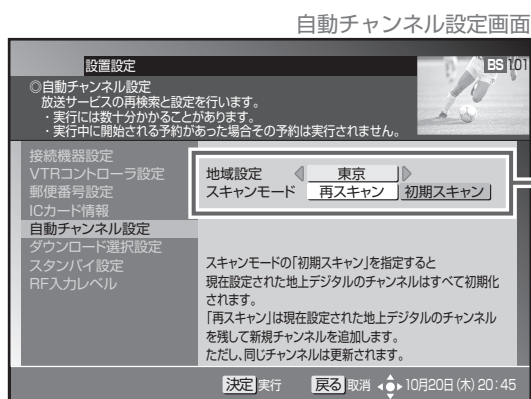 自動チャンネル設定画面
設置設定
BS 101
◎自動チャンネル設定
放送サービスの再検索と設定を行います。
・実行には数十分かかることがあります。
・実行中に開始される予約があった場合その予約は実行されません。
接続機器設定
VTRコントローラ設定
郵便番号設定
ICカード情報
自動チャンネル設定
ダウンロード選択設定
スタンバイ設定
RF入力レベル
地域設定 東京
スキャンモード 再スキャン 初期スキャン
スキャンモードの「初期スキャン」を指定すると
現在設定された地上デジタルのチャンネルはすべて初期化
されます。
「再スキャン」は現在設定された地上デジタルのチャンネル
を残して新規チャンネルを追加します。
ただし、同じチャンネルは更新されます。
決定 実行 戻る 取消 10月20日(木) 20:45